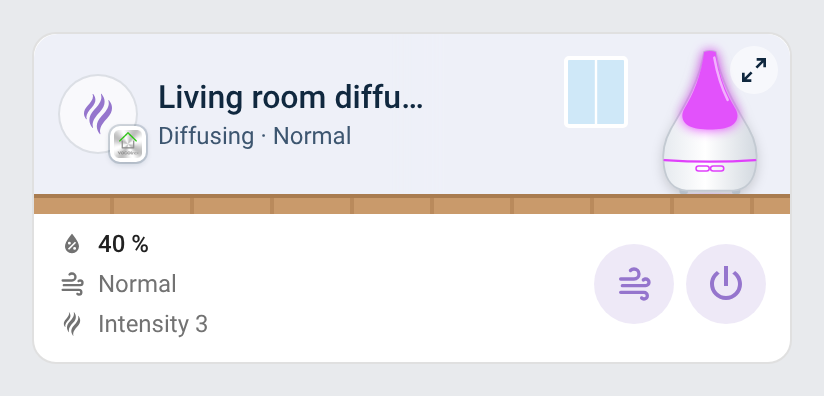 Living room diffu…
Diffusing · Normal
40 %
Normal
Intensity 3